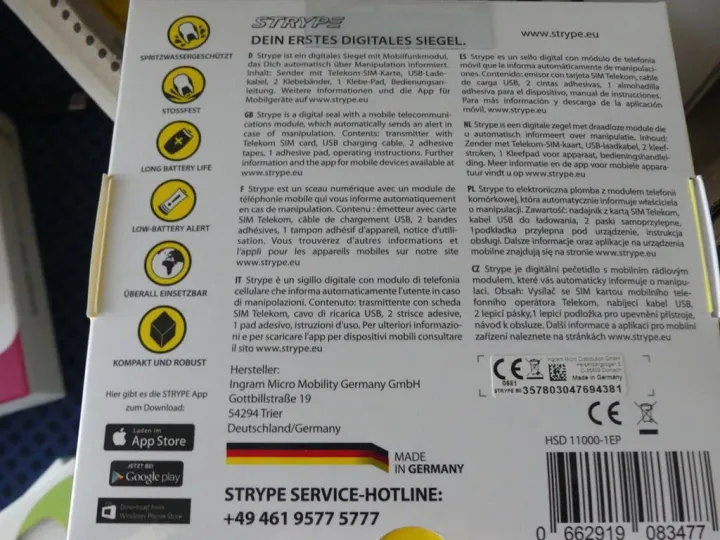 STRYPE
DEIN ERSTES DIGITALES SIEGEL.
www.strype.eu
SPRITZWASSERGESCHÜTZT
STOSSFEST
LONG BATTERY LIFE
LOW-BATTERY ALERT
ÜBERALL EINSETZBAR
KOMPAKT UND ROBUST
Hier gibt es die STRYPE App
zum Download:
Laden im
App Store
JETZT BEI
Google play
Download from
Windows Phone Store
D Strype ist ein digitales Siegel mit Mobilfunkmodul,
das Dich automatisch über Manipulation informiert.
Inhalt: Sender mit Telekom-SIM-Karte, USB-Lade-
kabel, 2 Klebebänder, 1 Klebe-Pad, Bedienungsan-
leitung. Weitere Informationen und die App für
Mobilgeräte auf www.strype.eu
GB Strype is a digital seal with a mobile telecommuni-
cations module, which automatically sends an alert in
case of manipulation. Contents: transmitter with
Telekom SIM card, USB charging cable, 2 adhesive
tapes, 1 adhesive pad, operating instructions. Further
information and the app for mobile devices available at
www.strype.eu
F Strype est un sceau numérique avec un module de
téléphonie mobile qui vous informe automatiquement
en cas de manipulation. Contenu : émetteur avec carte
SIM Telekom, câble de chargement USB, 2 bandes
adhésives, 1 tampon adhésif d'appareil, notice d'utili-
sation. Vous trouverez d'autres informations et
l'appli pour les appareils mobiles sur notre site
www.strype.eu
IT Strype è un sigillo digitale con modulo di telefonia
cellulare che informa automaticamente l'utente in caso
di manipolazioni. Contenuto: trasmittente con scheda
SIM Telekom, cavo di ricarica USB, 2 strisce adesive,
1 pad adesivo, istruzioni d'uso. Per ulteriori informazio-
ni e per scaricare l'app per dispositivi mobili consultare
il sito www.strype.eu
ES Strype es un sello digital con módulo de telefonía
móvil que le informa automáticamente de manipulaci-
ones. Contenido: emisor con tarjeta SIM Telekom, cable
de carga USB, 2 cintas adhesivas, 1 almohadilla
adhesiva para el dispositivo, manual de instrucciones.
Para más información y descarga de la aplicación
móvil, www.strype.eu
NL Strype is een digitale zegel met draadloze module die
u automatisch informeert over manipulatie. Inhoud:
Zender met Telekom-SIM-kaart, USB-laadkabel, 2 kleef-
stroken, 1 Kleefpad voor apparaat, bedieningshandlei-
ding. Meer informatie en de app voor mobiele appara-
tuur vindt u op www.strype.eu
PL Strype to elektroniczna plomba z modułem telefonii
komórkowej, która automatycznie informuje właściciela
o manipulacji. Zawartość: nadajnik z kartą SIM Telekom,
kabel USB do ładowania, 2 paski samoprzylepne,
1podkładka przylepna pod urządzenie, instrukcja
obsługi. Dalsze informacje oraz aplikacje na urządzenia
mobilne znajdują się na stronie www.strype.eu
CZ Strype je digitální pečetidlo s mobilním rádiovým
modulem, které vás automaticky informuje o manipu-
laci. Obsah: Vysílač se SIM kartou mobilního tele-
fonního operátora Telekom, nabíjecí kabel USB,
2 lepicí pásky,1 lepicí podložka pro upevnění přístroje,
návod k obsluze. Další informace a aplikaci pro mobilní
zařízení naleznete na stránkách www.strype.eu
Hersteller:
Ingram Micro Mobility Germany GmbH
Gottbillstraße 19
54294 Trier
Deutschland/Germany
MADE
IN GERMANY
STRYPE SERVICE-HOTLINE:
+49 461 9577 5777
CE
0681
Ingram Micro Distribution GmbH
Made in Germany
357803047694381
CE
HSD 11000-1EP
0 662919 083477